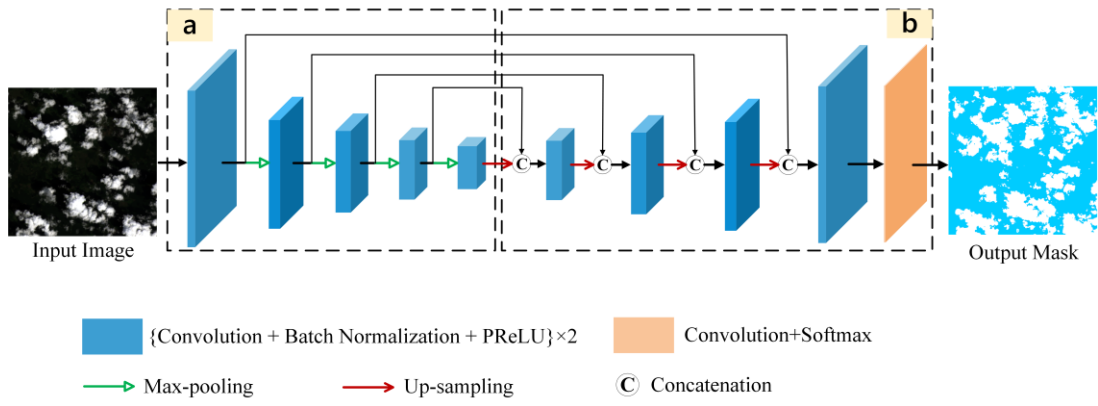 a
b
C C C C
Input Image
Output Mask
{Convolution + Batch Normalization + PReLU}×2
Convolution+Softmax
Max-pooling
Up-sampling
C Concatenation